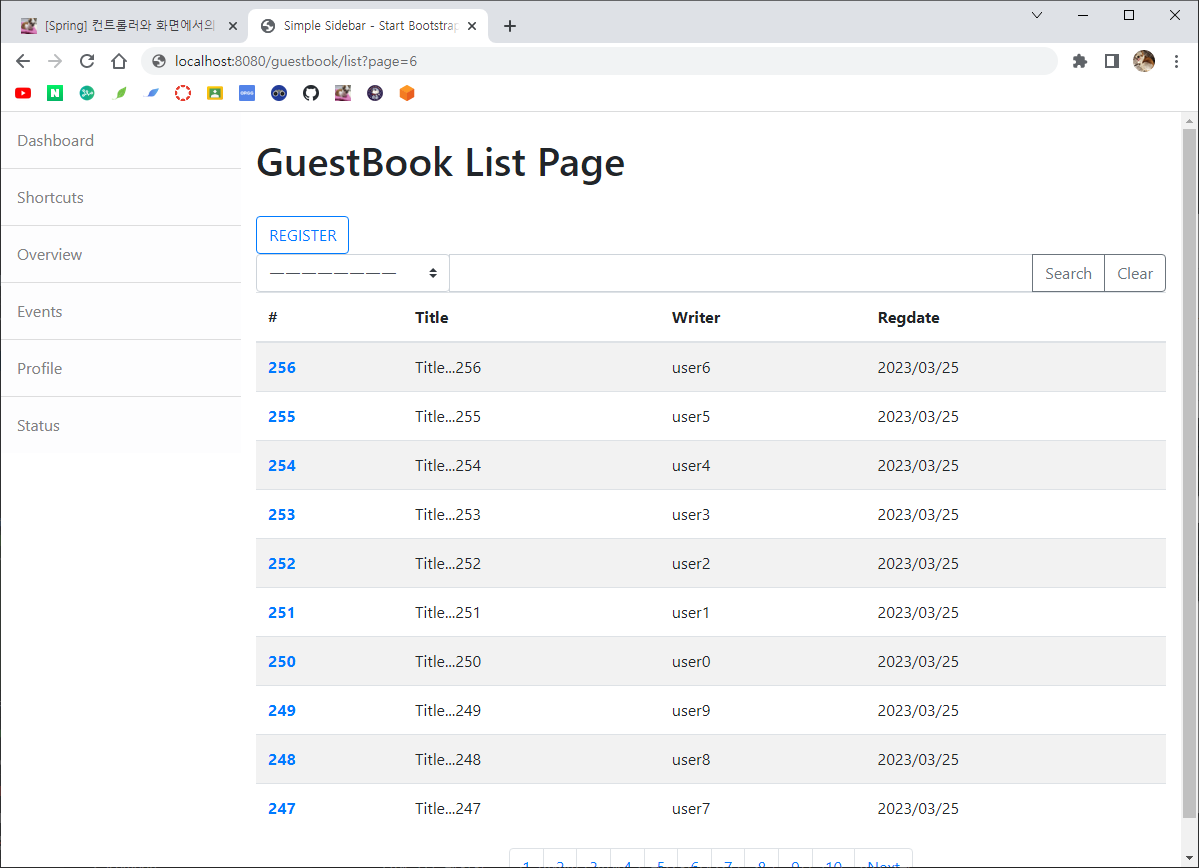 [Spring] 컨트롤러와 화면에서의
Simple Sidebar - Start Bootstrap
localhost:8080/guestbook/list?page=6
Dashboard
Shortcuts
Overview
Events
Profile
Status
GuestBook List Page
REGISTER
————————
Search Clear
# Title Writer Regdate
256 Title...256 user6 2023/03/25
255 Title...255 user5 2023/03/25
254 Title...254 user4 2023/03/25
253 Title...253 user3 2023/03/25
252 Title...252 user2 2023/03/25
251 Title...251 user1 2023/03/25
250 Title...250 user0 2023/03/25
249 Title...249 user9 2023/03/25
248 Title...248 user8 2023/03/25
247 Title...247 user7 2023/03/25
1 2 3 4 5 6 7 8 9 10 Next